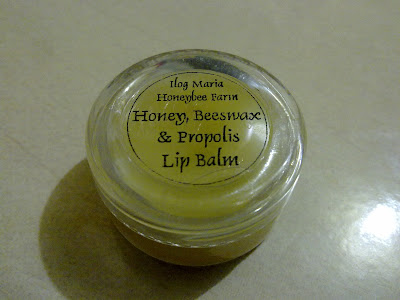 Ilog Maria
Honeybee Farm
Honey, Beeswax
& Propolis
Lip Balm